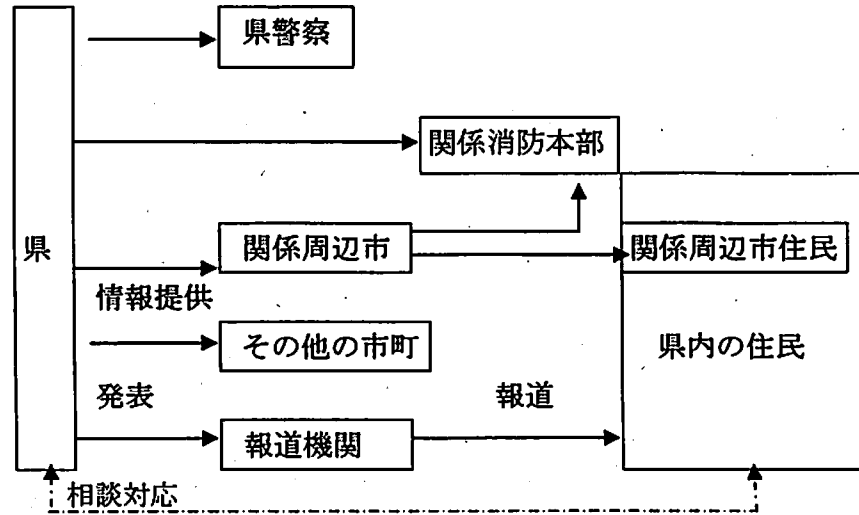 県警察
関係消防本部
県
関係周辺市
関係周辺市住民
情報提供
その他の市町
県内の住民
発表
報道
報道機関
相談対応